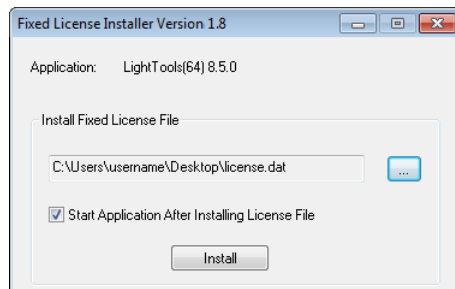 Fixed License Installer Version 1.8
Application: LightTools(64) 8.5.0
Install Fixed License File
C:\Users\username\Desktop\license.dat
...
Start Application After Installing License File
Install